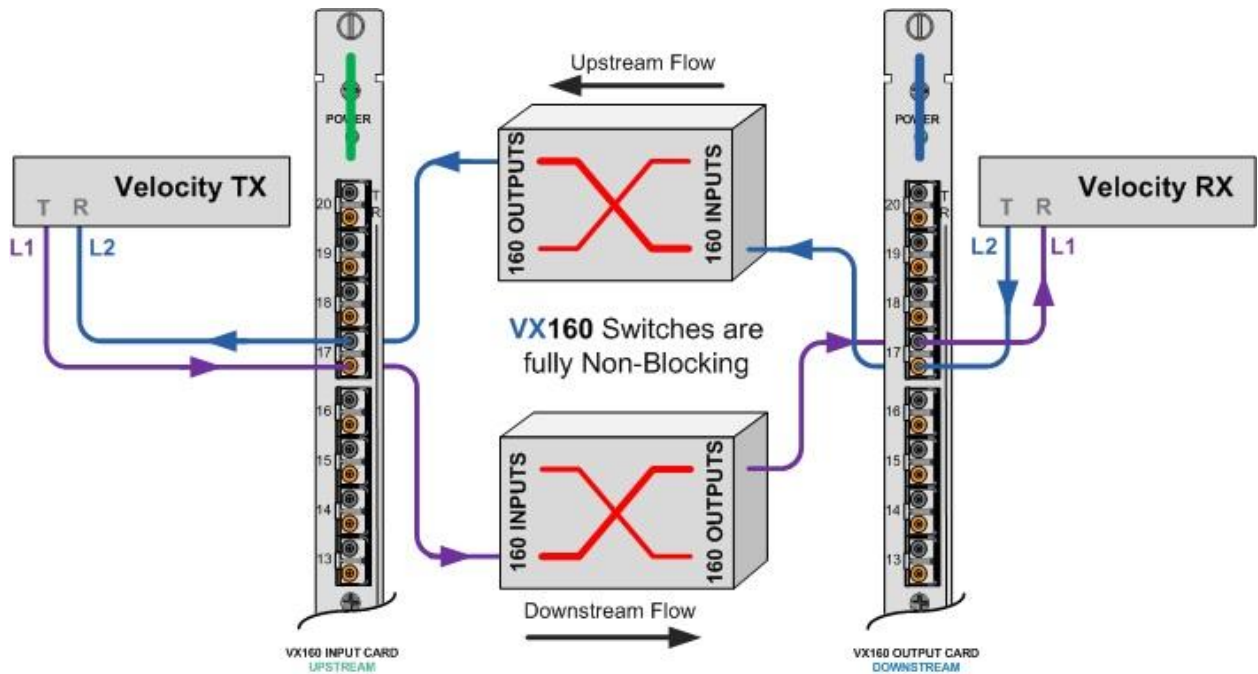 Upstream Flow
POWER
POWER
Velocity TX
T R
L1
L2
160 OUTPUTS
160 INPUTS
Velocity RX
T R
L2
L1
20
T
R
19
18
17
16
15
14
13
20
T
R
19
18
17
16
15
14
13
VX160 Switches are
fully Non-Blocking
160 INPUTS
160 OUTPUTS
Downstream Flow
VX160 INPUT CARD
UPSTREAM
VX160 OUTPUT CARD
DOWNSTREAM